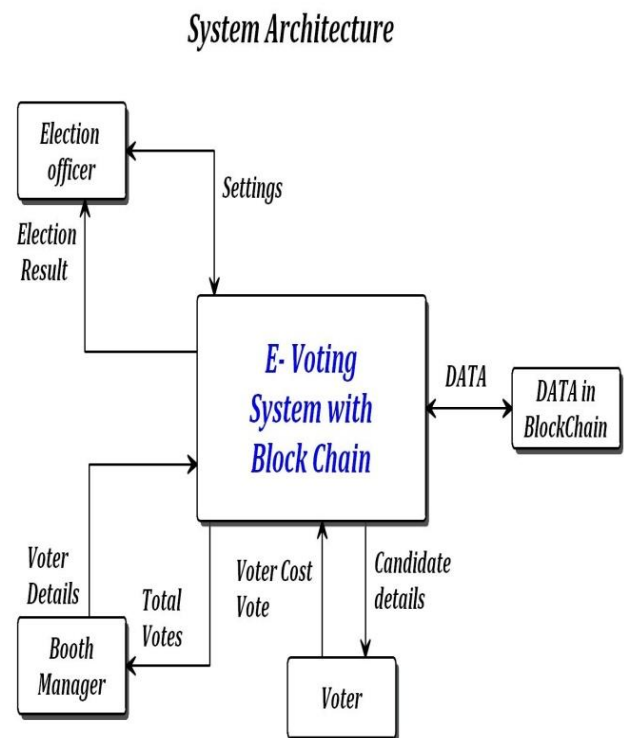 System Architecture
Election
officer
Settings
Election
Result
E- Voting
System with
Block Chain
DATA
DATA in
BlockChain
Voter
Details
Total
Votes
Voter Cost
Vote
Candidate
details
Booth
Manager
Voter